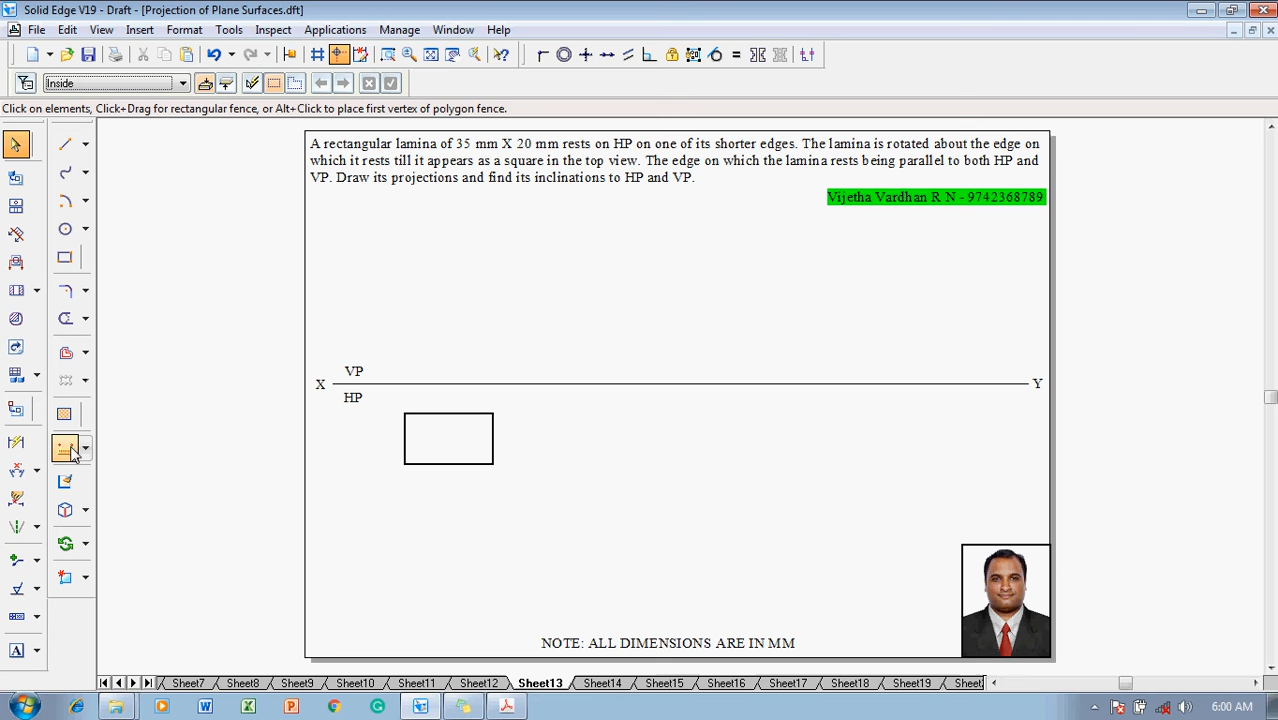 Solid Edge V19 - Draft - [Projection of Plane Surfaces.dft]
File Edit View Insert Format Tools Inspect Applications Manage Window Help
Inside
Click on elements, Click+Drag for rectangular fence, or Alt+Click to place first vertex of polygon fence.
A rectangular lamina of 35 mm X 20 mm rests on HP on one of its shorter edges. The lamina is rotated about the edge on
which it rests till it appears as a square in the top view. The edge on which the lamina rests being parallel to both HP and
VP. Draw its projections and find its inclinations to HP and VP.
Vijetha Vardhan R N - 9742368789
VP
X Y
HP
NOTE: ALL DIMENSIONS ARE IN MM
Sheet7 Sheet8 Sheet9 Sheet10 Sheet11 Sheet12 Sheet13 Sheet14 Sheet15 Sheet16 Sheet17 Sheet18 Sheet19 Sheet
6:00 AM